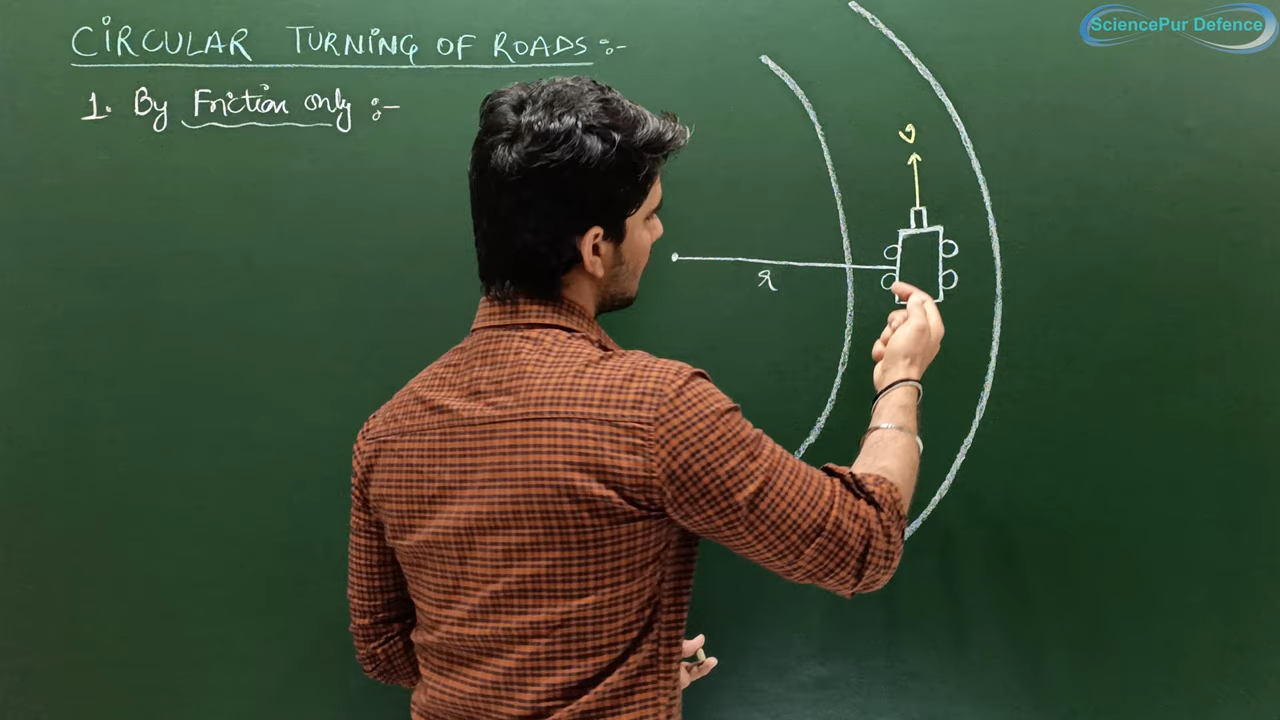 SciencePur Defence
CIRCULAR TURNING OF ROADS :-
1. By Friction only :-
v
r